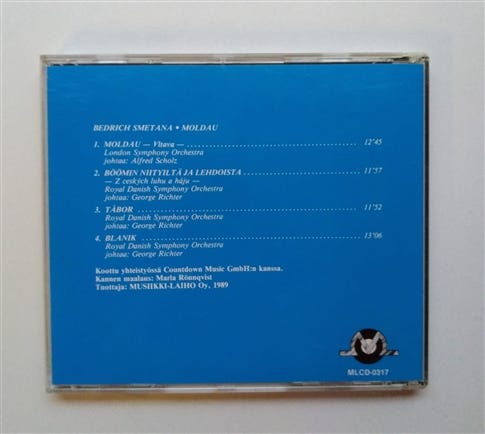 BEDRICH SMETANA • MOLDAU
1. MOLDAU — Vltava — 12'45
London Symphony Orchestra
johtaa: Alfred Scholz
2. BÖÖMIN NIITYILTÄ JA LEHDOISTA 11'57
— Z ceských luhu a háju —
Royal Danish Symphony Orchestra
johtaa: George Richter
3. TÁBOR 11'52
Royal Danish Symphony Orchestra
johtaa: George Richter
4. BLANIK 13'06
Royal Danish Symphony Orchestra
johtaa: George Richter
Koottu yhteistyössä Countdown Music GmbH:n kanssa.
Kannen maalaus: Marla Rönnqvist
Tuottaja: MUSIIKKI-LAIHO Oy, 1989
MLCD-0317